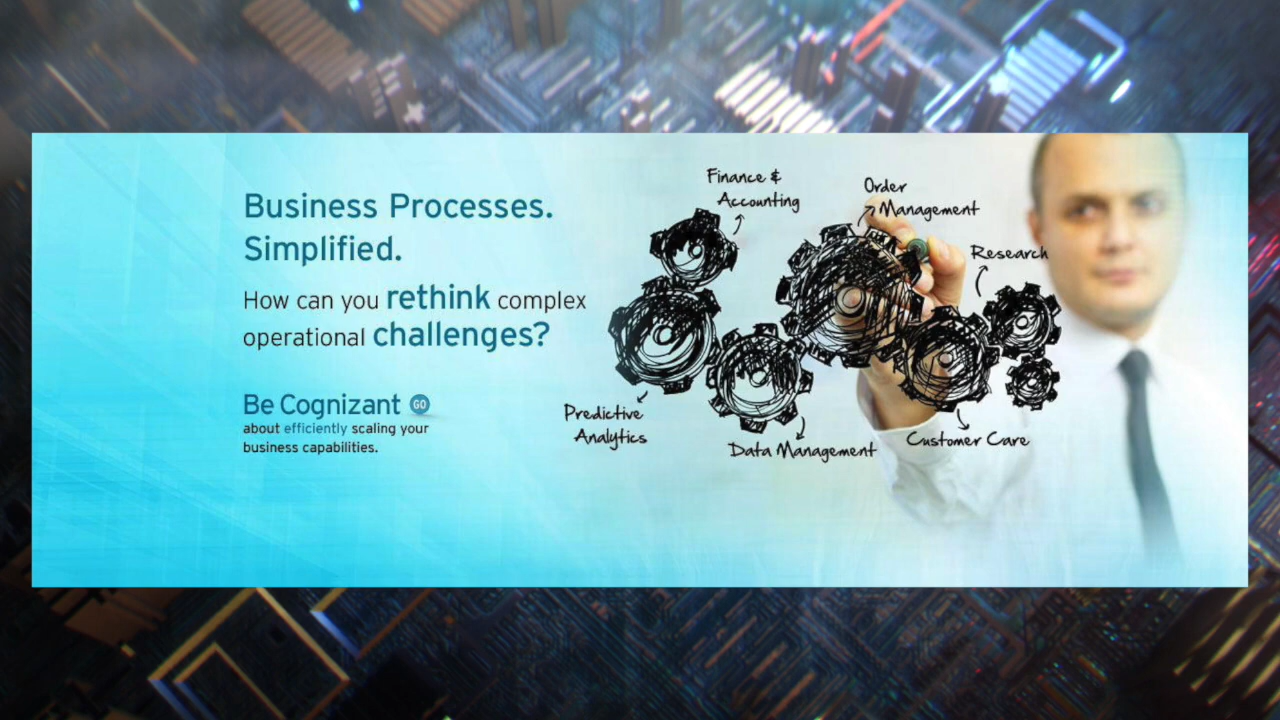 Business Processes.
Simplified.
How can you rethink complex
operational challenges?
Be Cognizant GO
about efficiently scaling your
business capabilities.
Finance &
Accounting
Order
Management
Research
Predictive
Analytics
Data Management
Customer Care